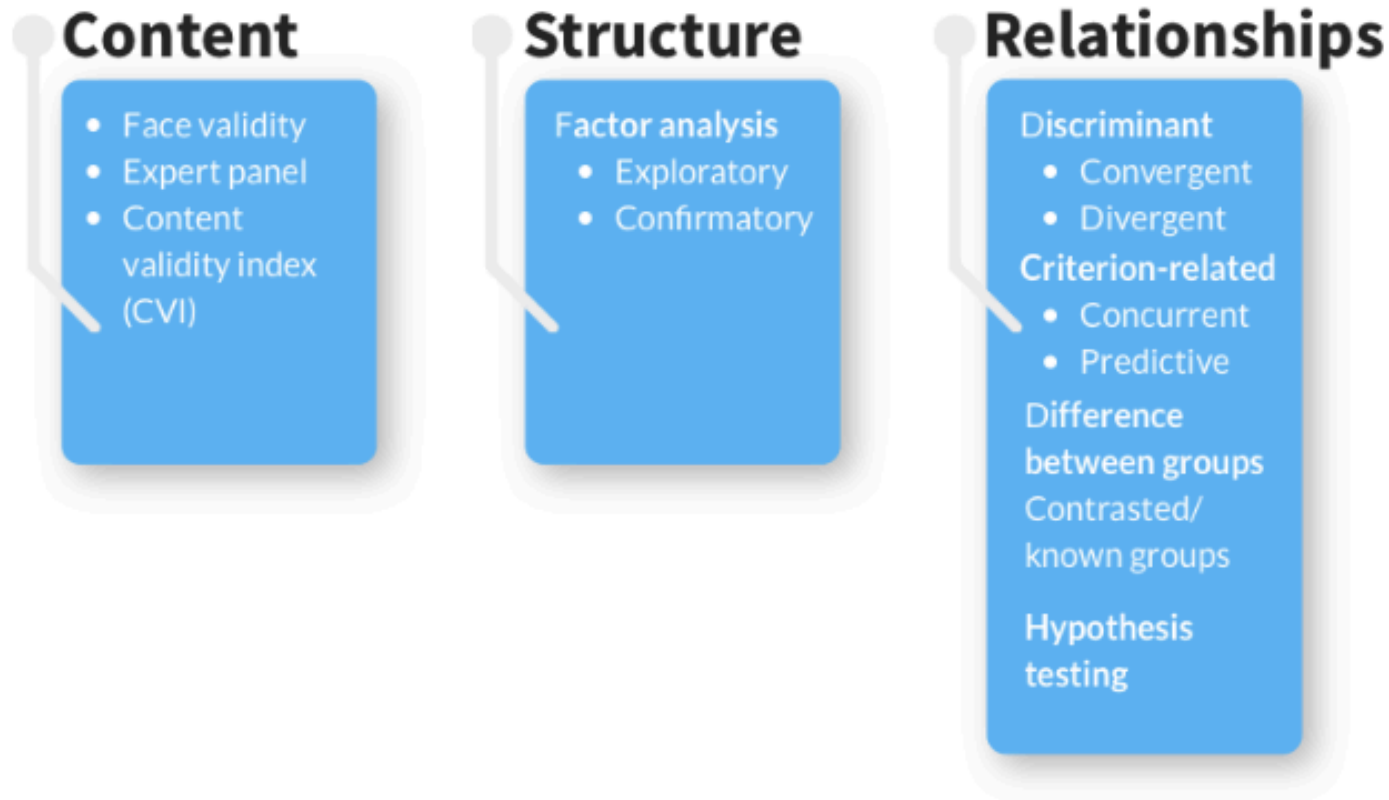 Content
Face validity
Expert panel
Content
validity index
(CVI)
Structure
Factor analysis
Exploratory
Confirmatory
Relationships
Discriminant
Convergent
Divergent
Criterion-related
Concurrent
Predictive
Difference
between groups
Contrasted/
known groups
Hypothesis
testing